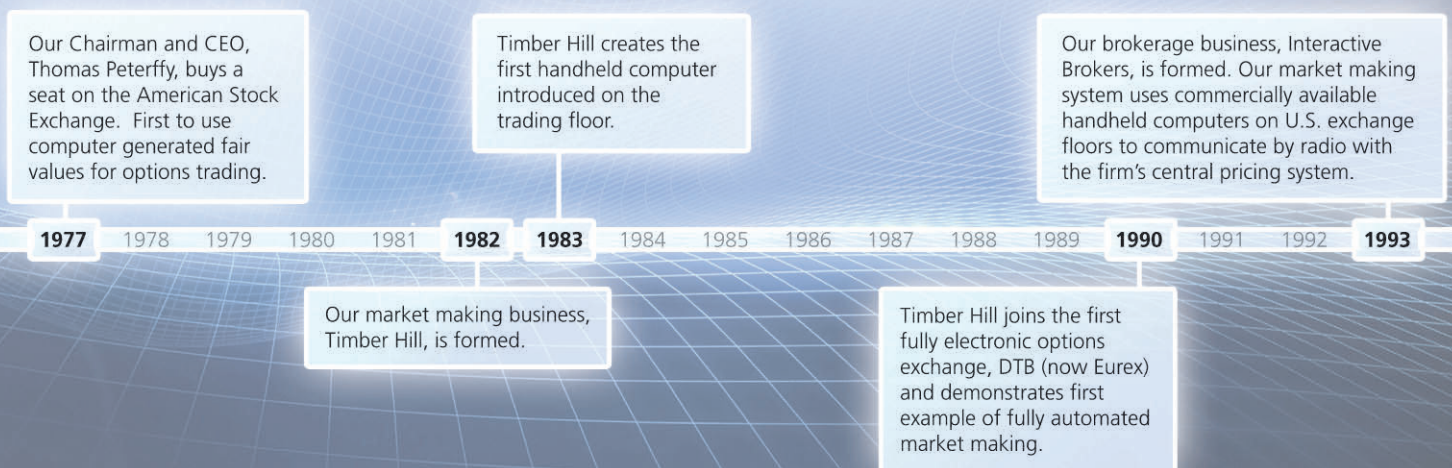 Our Chairman and CEO,
Thomas Peterffy, buys a
seat on the American Stock
Exchange.  First to use
computer generated fair
values for options trading.
Timber Hill creates the
first handheld computer
introduced on the
trading floor.
Our brokerage business, Interactive
Brokers, is formed. Our market making
system uses commercially available
handheld computers on U.S. exchange
floors to communicate by radio with
the firm’s central pricing system.
1977 1978 1979 1980 1981 1982 1983 1984 1985 1986 1987 1988 1989 1990 1991 1992 1993
Our market making business,
Timber Hill, is formed.
Timber Hill joins the first
fully electronic options
exchange, DTB (now Eurex)
and demonstrates first
example of fully automated
market making.